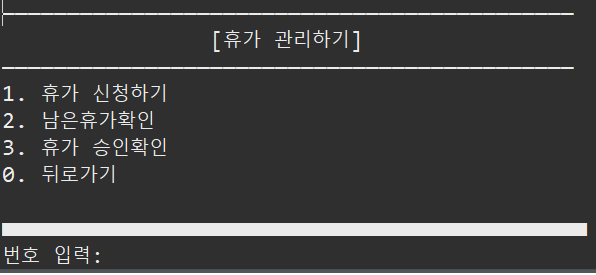 [휴가 관리하기]
1. 휴가 신청하기
2. 남은휴가확인
3. 휴가 승인확인
0. 뒤로가기
번호 입력: